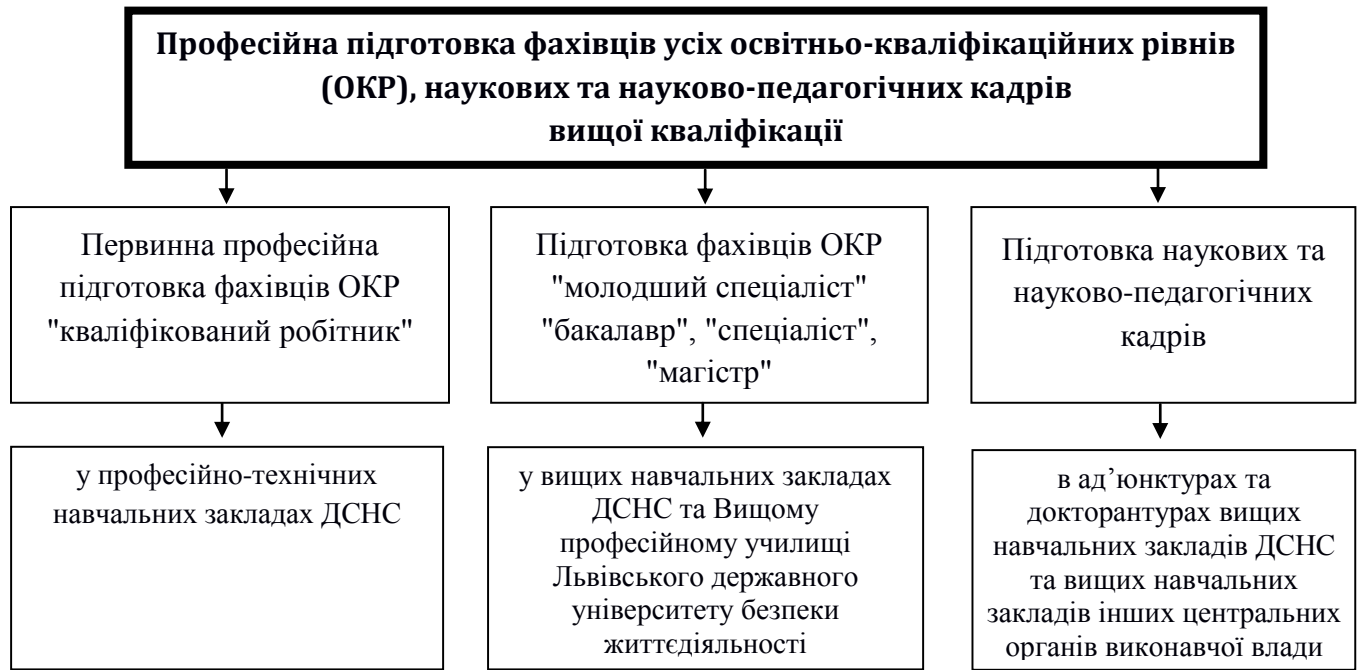 Професійна підготовка фахівців усіх освітньо-кваліфікаційних рівнів
(ОКР), наукових та науково-педагогічних кадрів
вищої кваліфікації
Первинна професійна
підготовка фахівців ОКР
"кваліфікований робітник"
Підготовка фахівців ОКР
"молодший спеціаліст"
"бакалавр", "спеціаліст",
"магістр"
Підготовка наукових та
науково-педагогічних
кадрів
у професійно-технічних
навчальних закладах ДСНС
у вищих навчальних закладах
ДСНС та Вищому
професійному училищі
Львівського державного
університету безпеки
життєдіяльності
в ад’юнктурах та
докторантурах вищих
навчальних закладів ДСНС
та вищих навчальних
закладів інших центральних
органів виконавчої влади